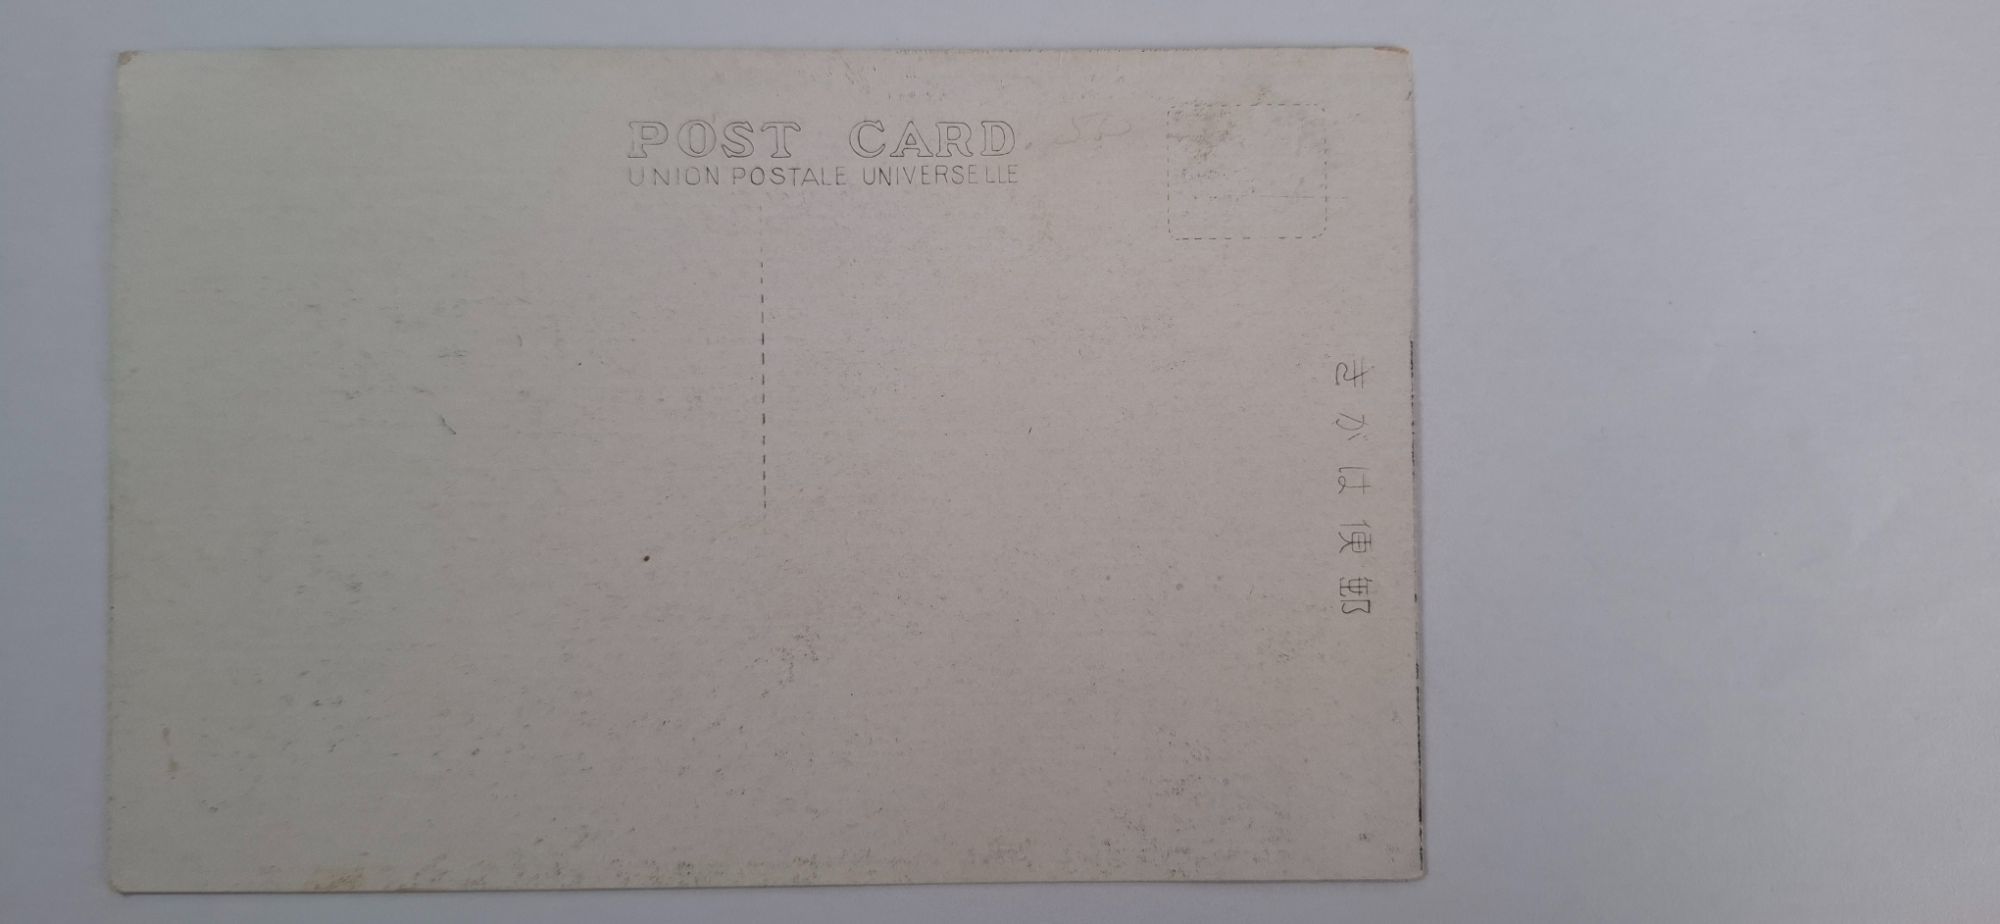 POST CARD
UNION POSTALE UNIVERSELLE
郵便はがき